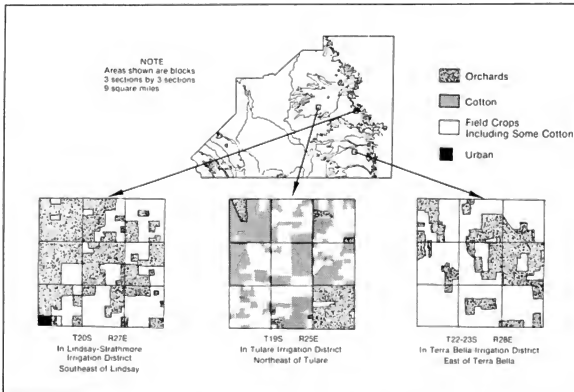 NOTE
Areas shown are blocks
3 sections by 3 sections
9 square miles
Orchards
Cotton
Field Crops
Including Some Cotton
Urban
T20S R27E
In Lindsay-Strathmore
Irrigation District
Southeast of Lindsay
T19S R25E
In Tulare Irrigation District
Northeast of Tulare
T22-23S R28E
In Terra Bella Irrigation District
East of Terra Bella